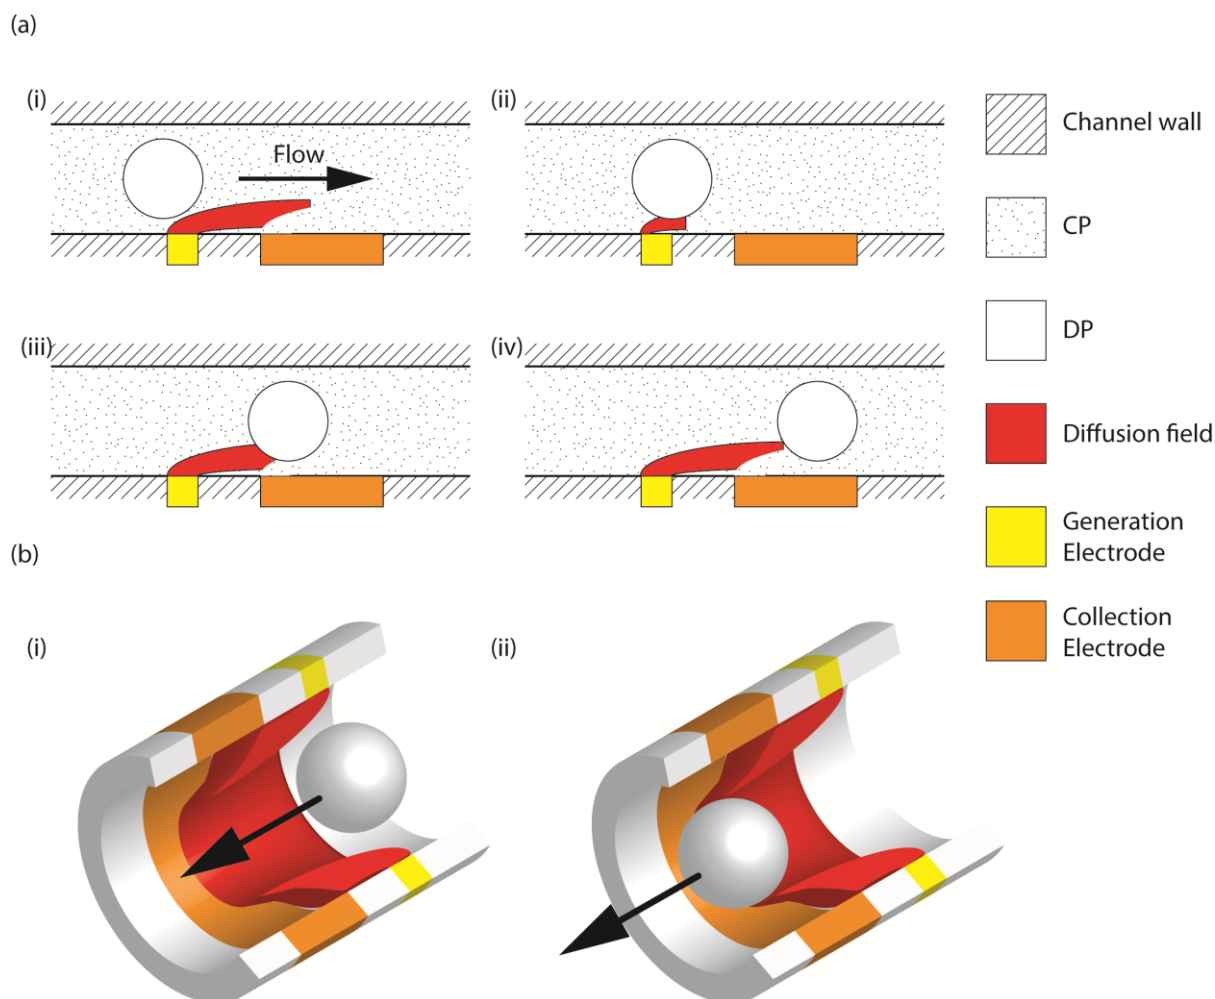 (a)
(i)
(ii)
Flow
(iii)
(iv)
(b)
(i)
(ii)
Channel wall
CP
DP
Diffusion field
Generation
Electrode
Collection
Electrode